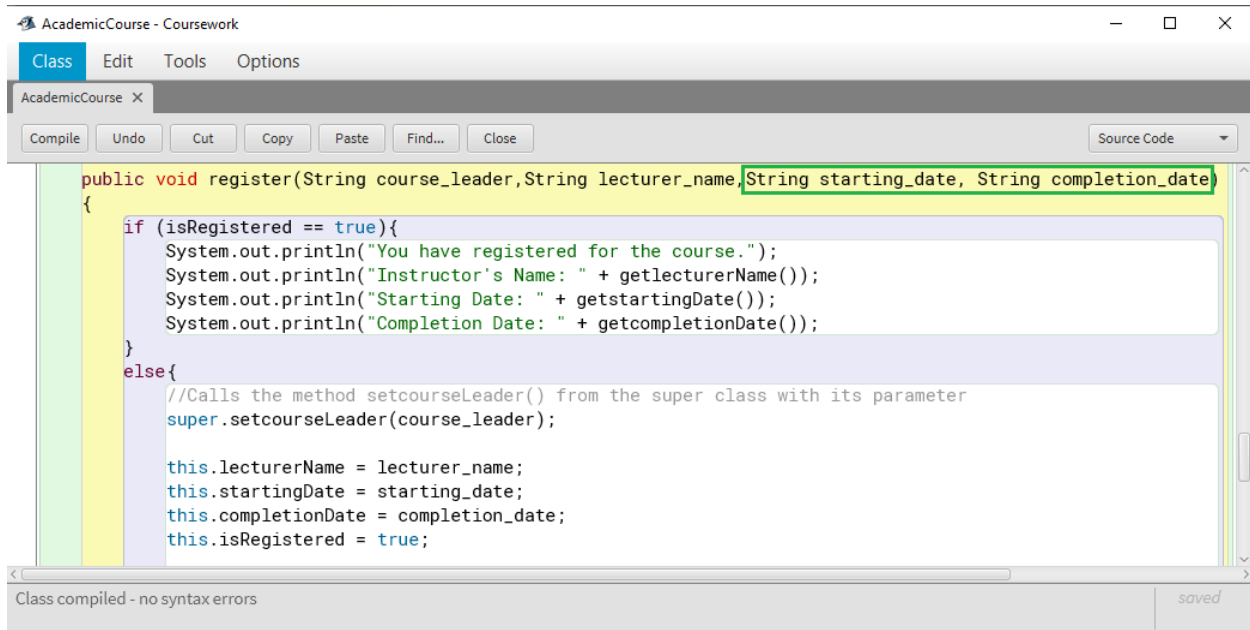 AcademicCourse - Coursework
Class Edit Tools Options
AcademicCourse X
Compile Undo Cut Copy Paste Find... Close Source Code
public void register(String course_leader,String lecturer_name,String starting_date, String completion_date)
{
if (isRegistered == true){
System.out.println("You have registered for the course.");
System.out.println("Instructor's Name: " + getlecturerName());
System.out.println("Starting Date: " + getstartingDate());
System.out.println("Completion Date: " + getcompletionDate());
}
else{
//Calls the method setcourseLeader() from the super class with its parameter
super.setcourseLeader(course_leader);
this.lecturerName = lecturer_name;
this.startingDate = starting_date;
this.completionDate = completion_date;
this.isRegistered = true;
Class compiled - no syntax errors
saved